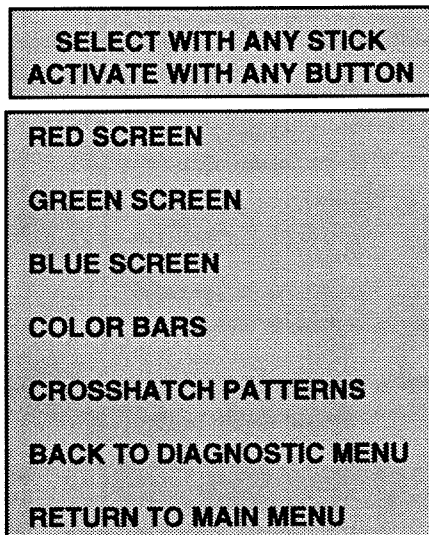 SELECT WITH ANY STICK
ACTIVATE WITH ANY BUTTON
RED SCREEN
GREEN SCREEN
BLUE SCREEN
COLOR BARS
CROSSHATCH PATTERNS
BACK TO DIAGNOSTIC MENU
RETURN TO MAIN MENU